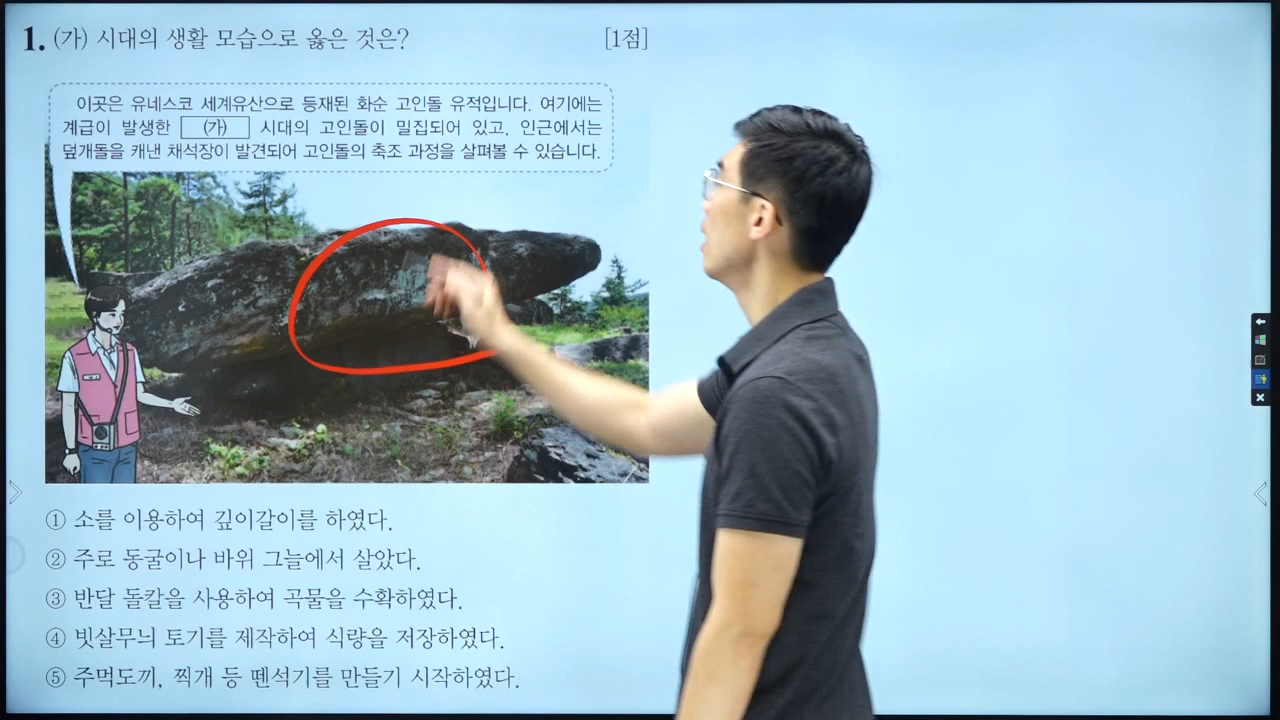 1. (가) 시대의 생활 모습으로 옳은 것은? [1점]
이곳은 유네스코 세계유산으로 등재된 화순 고인돌 유적입니다. 여기에는
계급이 발생한 (가) 시대의 고인돌이 밀집되어 있고, 인근에서는
덮개돌을 캐낸 채석장이 발견되어 고인돌의 축조 과정을 살펴볼 수 있습니다.
① 소를 이용하여 깊이갈이를 하였다.
② 주로 동굴이나 바위 그늘에서 살았다.
③ 반달 돌칼을 사용하여 곡물을 수확하였다.
④ 빗살무늬 토기를 제작하여 식량을 저장하였다.
⑤ 주먹도끼, 찍개 등 뗀석기를 만들기 시작하였다.